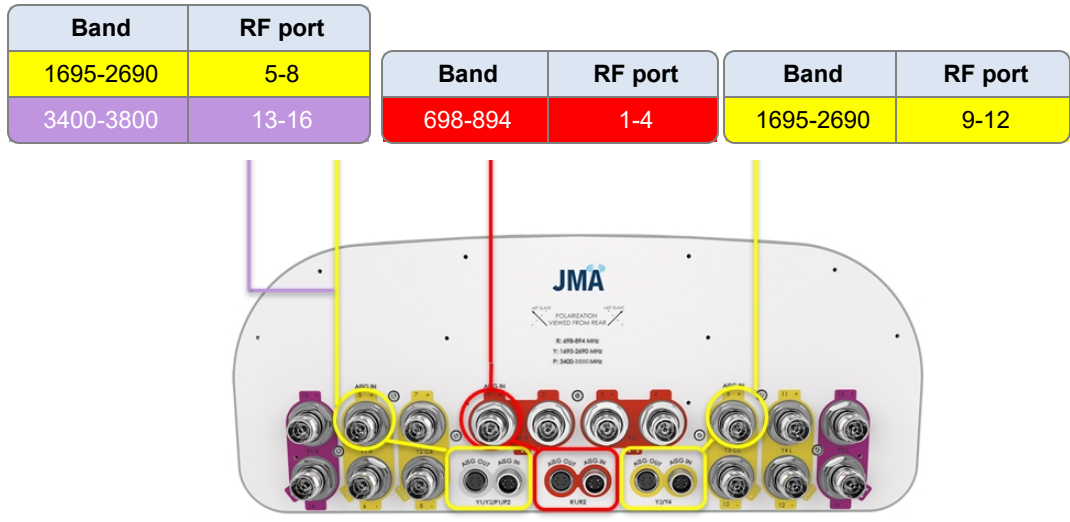 Band RF port
1695-2690 5-8
3400-3800 13-16
Band RF port
698-894 1-4
Band RF port
1695-2690 9-12
JMA
POLARIZATION
VIEWED FROM REAR
R: 698-894 MHz
Y: 1695-2690 MHz
P: 3400-3800 MHz
AISG IN
AISG IN
AISG IN
AISG OUT AISG IN
Y1/Y2/P1/P2
AISG OUT AISG IN
R1/R2
AISG OUT AISG IN
Y3/Y4